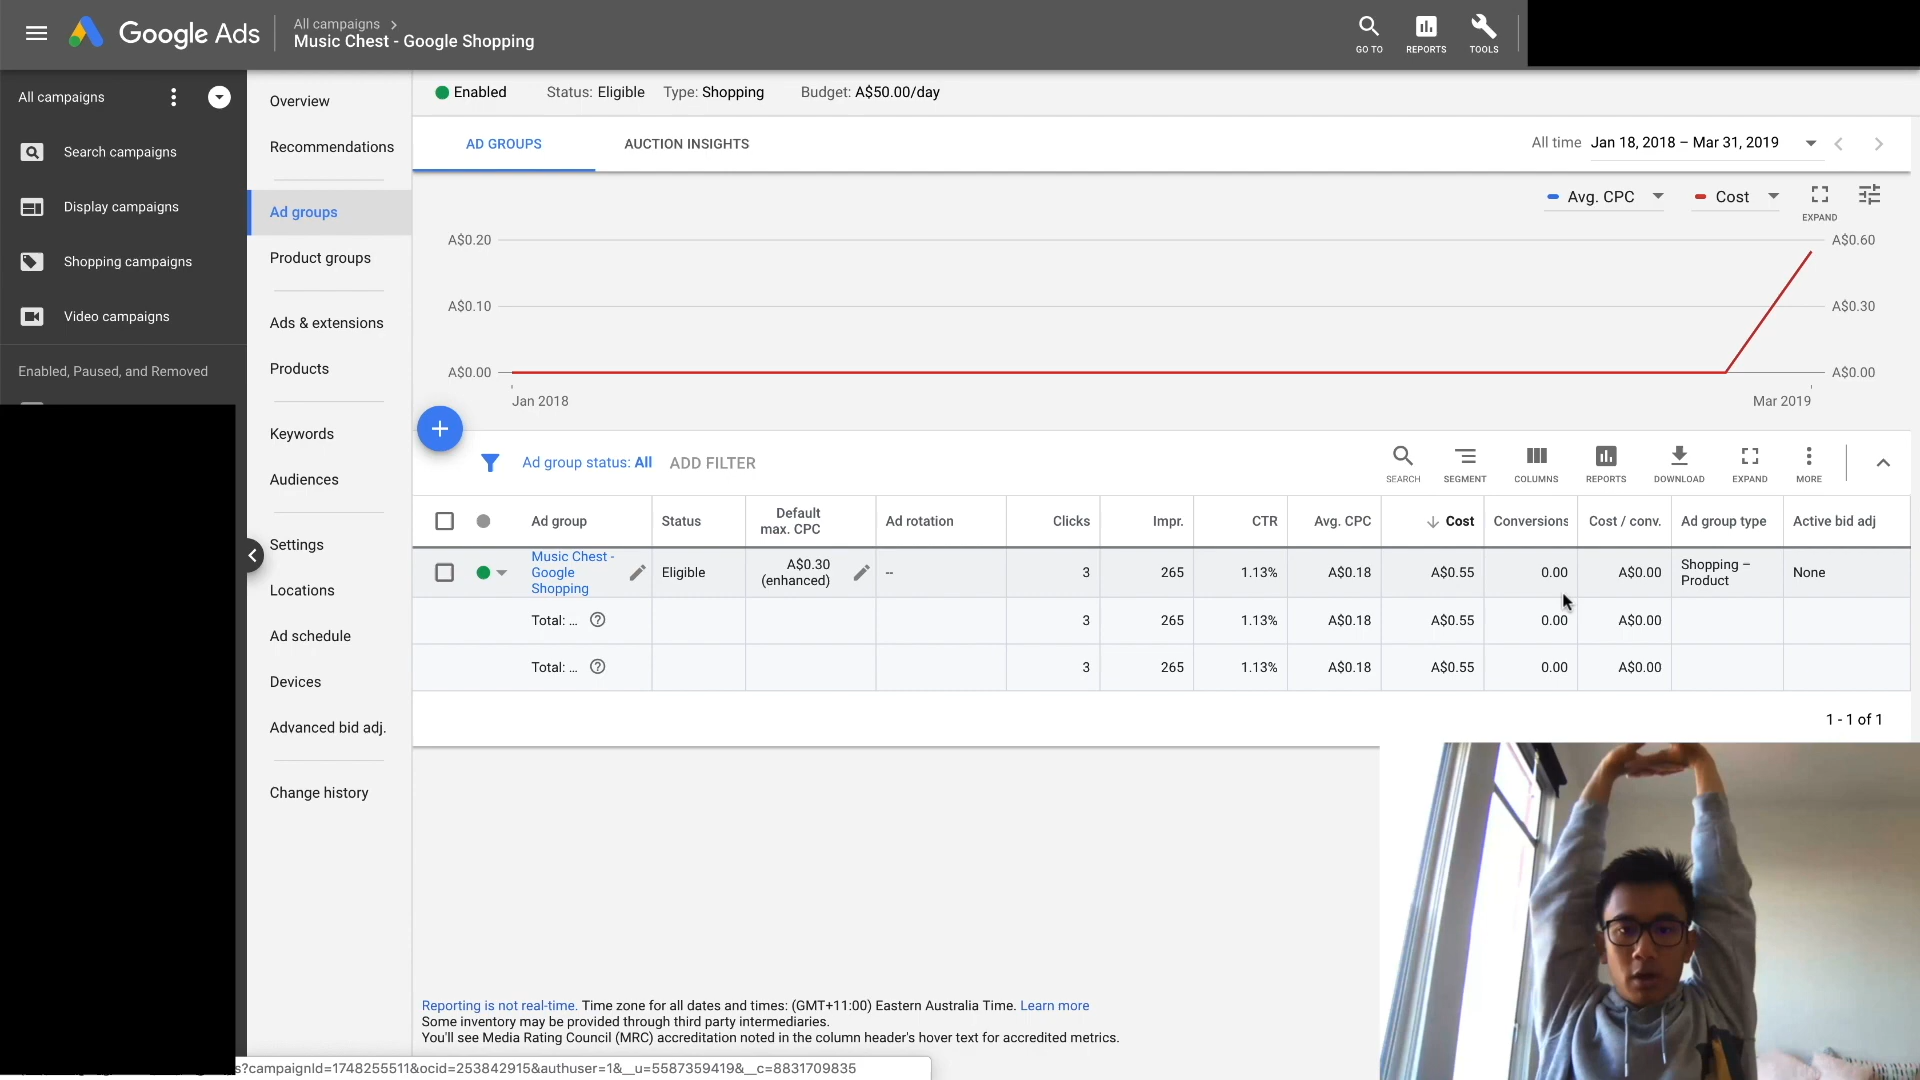 Google Ads
All campaigns >
Music Chest - Google Shopping
GO TO
REPORTS
TOOLS
All campaigns
Search campaigns
Display campaigns
Shopping campaigns
Video campaigns
Enabled, Paused, and Removed
Overview
Recommendations
Ad groups
Product groups
Ads & extensions
Products
Keywords
Audiences
Settings
Locations
Ad schedule
Devices
Advanced bid adj.
Change history
Enabled Status: Eligible Type: Shopping Budget: A$50.00/day
AD GROUPS
AUCTION INSIGHTS
All time Jan 18, 2018 – Mar 31, 2019
Avg. CPC
Cost
EXPAND
A$0.20
A$0.60
A$0.10
A$0.30
A$0.00
A$0.00
Jan 2018
Mar 2019
Ad group status: All ADD FILTER
SEARCH
SEGMENT
COLUMNS
REPORTS
DOWNLOAD
EXPAND
MORE
Ad group Status Default max. CPC Ad rotation Clicks Impr. CTR Avg. CPC Cost Conversions Cost / conv. Ad group type Active bid adj
Music Chest - Google Shopping Eligible A$0.30 (enhanced) -- 3 265 1.13% A$0.18 A$0.55 0.00 A$0.00 Shopping – Product None
Total: ... 3 265 1.13% A$0.18 A$0.55 0.00 A$0.00
Total: ... 3 265 1.13% A$0.18 A$0.55 0.00 A$0.00
1 - 1 of 1
Reporting is not real-time. Time zone for all dates and times: (GMT+11:00) Eastern Australia Time. Learn more
Some inventory may be provided through third party intermediaries.
You'll see Media Rating Council (MRC) accreditation noted in the column header's hover text for accredited metrics.
s?campaignId=1748255511&ocid=253842915&authuser=1&__u=5587359419&__c=8831709835